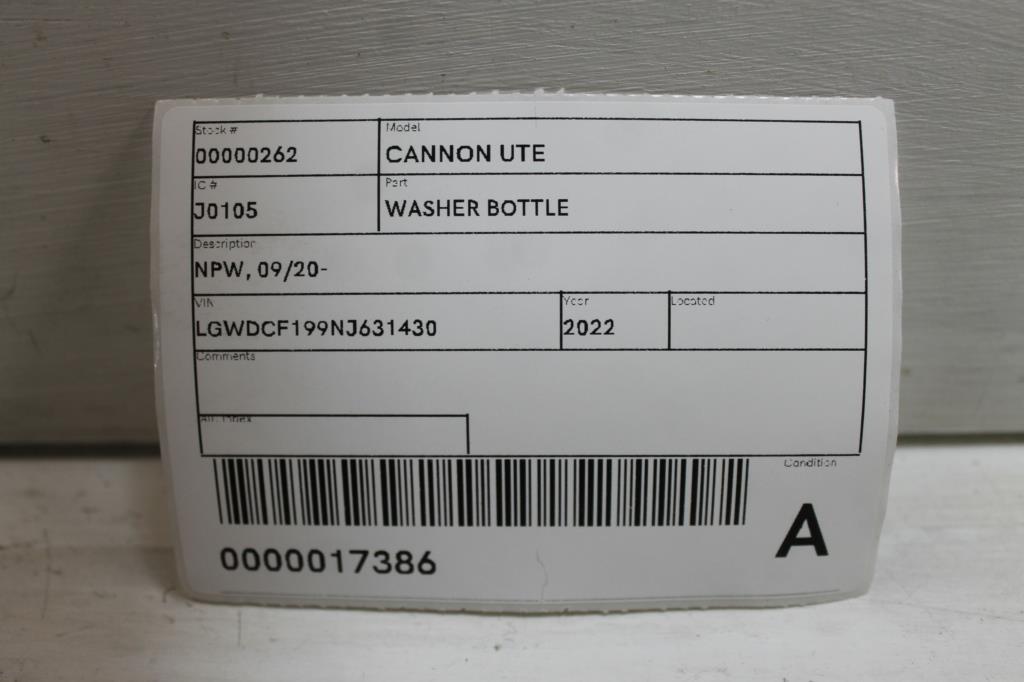 Stock # Model
00000262 CANNON UTE
IC # Part
J0105 WASHER BOTTLE
Description
NPW, 09/20-
VIN Year Located
LGWDCF199NJ631430 2022
Comments
Condition
A
0000017386